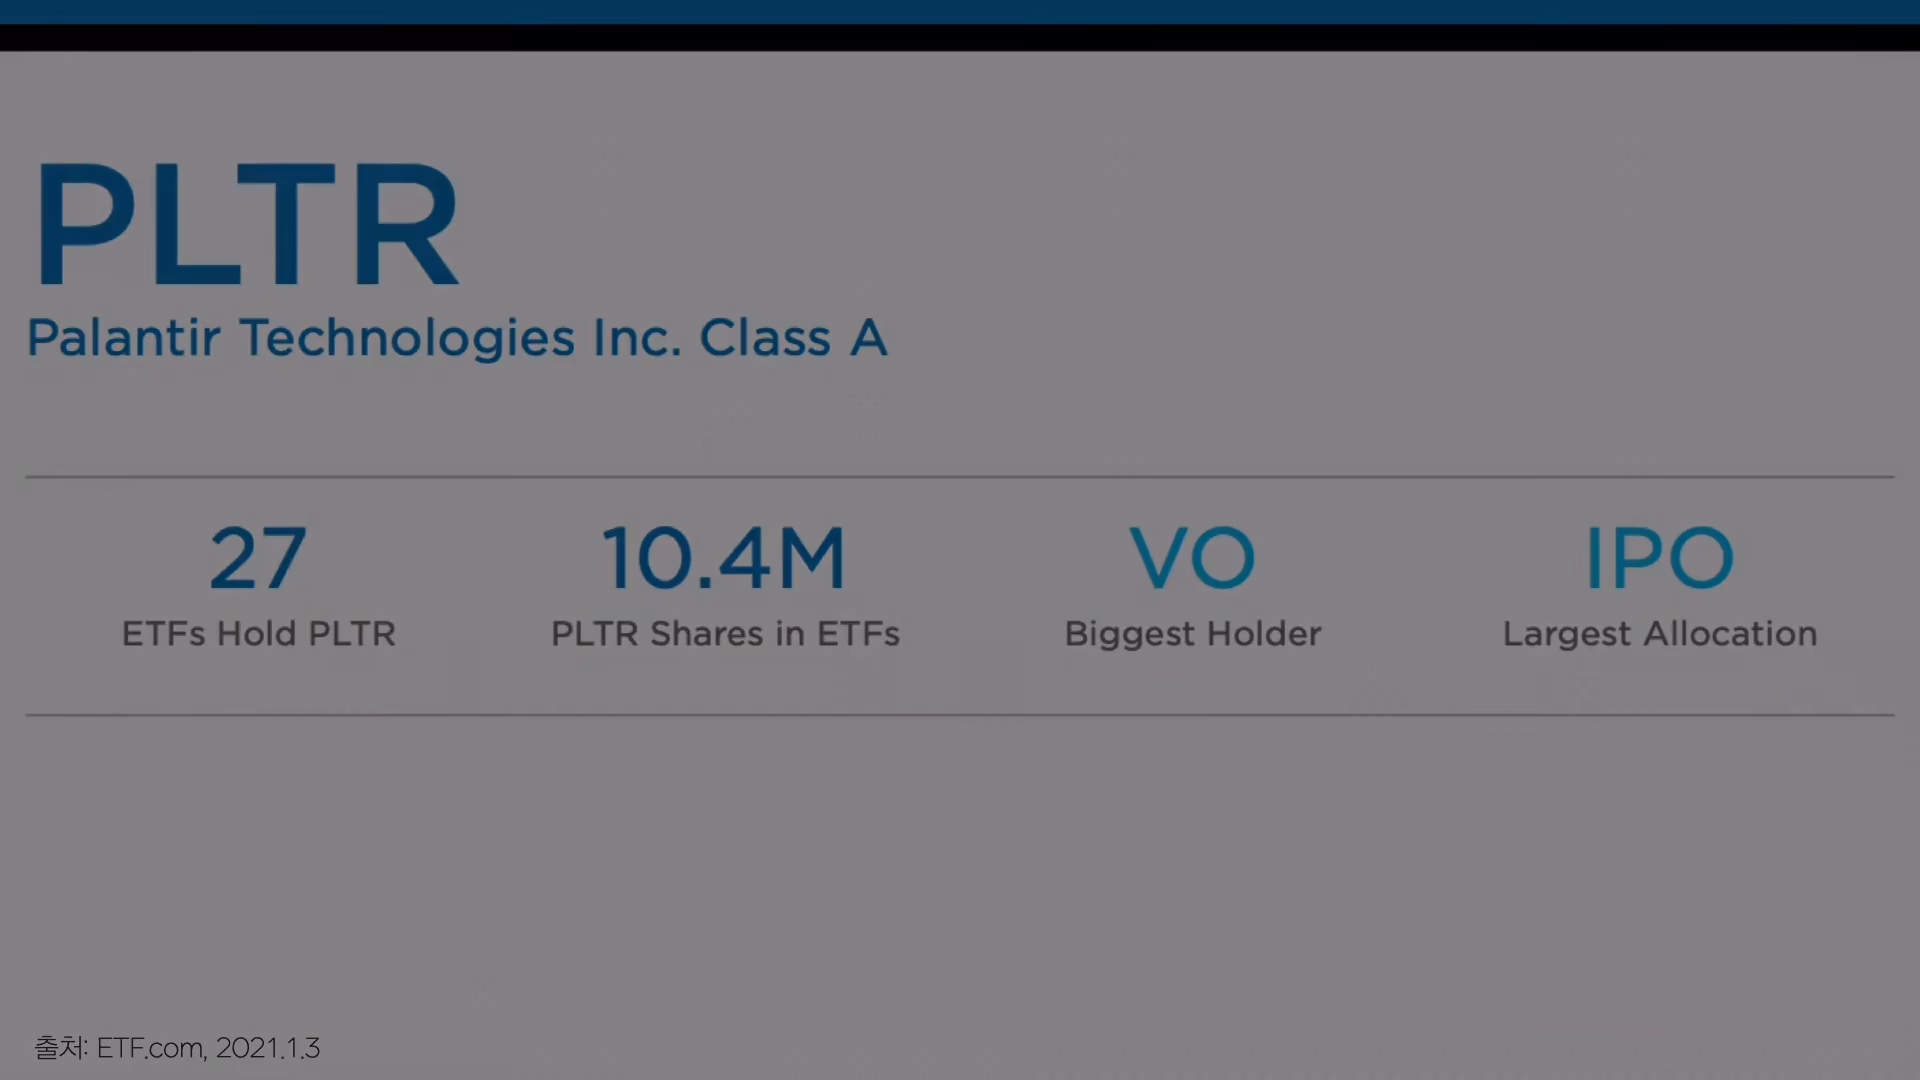 PLTR
Palantir Technologies Inc. Class A
27
ETFs Hold PLTR
10.4M
PLTR Shares in ETFs
VO
Biggest Holder
IPO
Largest Allocation
출처: ETF.com, 2021.1.3